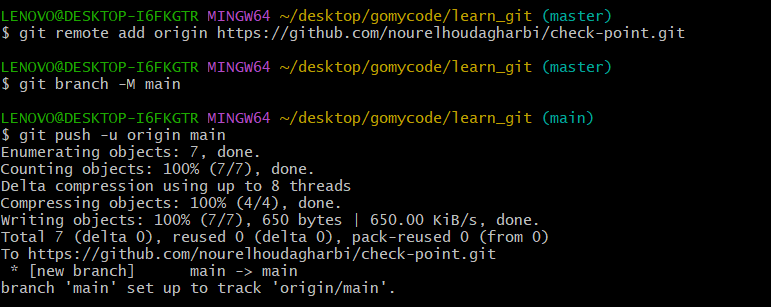 LENOVO@DESKTOP-I6FKGTR MINGW64 ~/desktop/gomycode/learn_git (master)
$ git remote add origin https://github.com/nourelhoudagharbi/check-point.git
LENOVO@DESKTOP-I6FKGTR MINGW64 ~/desktop/gomycode/learn_git (master)
$ git branch -M main
LENOVO@DESKTOP-I6FKGTR MINGW64 ~/desktop/gomycode/learn_git (main)
$ git push -u origin main
Enumerating objects: 7, done.
Counting objects: 100% (7/7), done.
Delta compression using up to 8 threads
Compressing objects: 100% (4/4), done.
Writing objects: 100% (7/7), 650 bytes | 650.00 KiB/s, done.
Total 7 (delta 0), reused 0 (delta 0), pack-reused 0 (from 0)
To https://github.com/nourelhoudagharbi/check-point.git
 * [new branch]      main -> main
branch 'main' set up to track 'origin/main'.